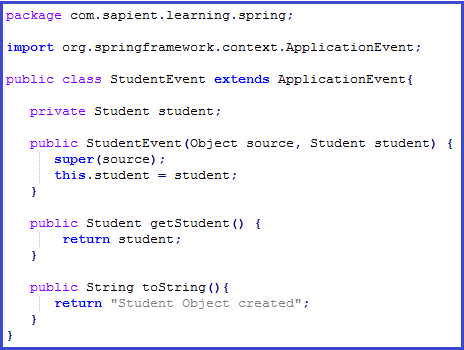 package com.sapient.learning.spring;
import org.springframework.context.ApplicationEvent;
public class StudentEvent extends ApplicationEvent{
private Student student;
public StudentEvent(Object source, Student student) {
super(source);
this.student = student;
}
public Student getStudent() {
return student;
}
public String toString(){
return "Student Object created";
}
}